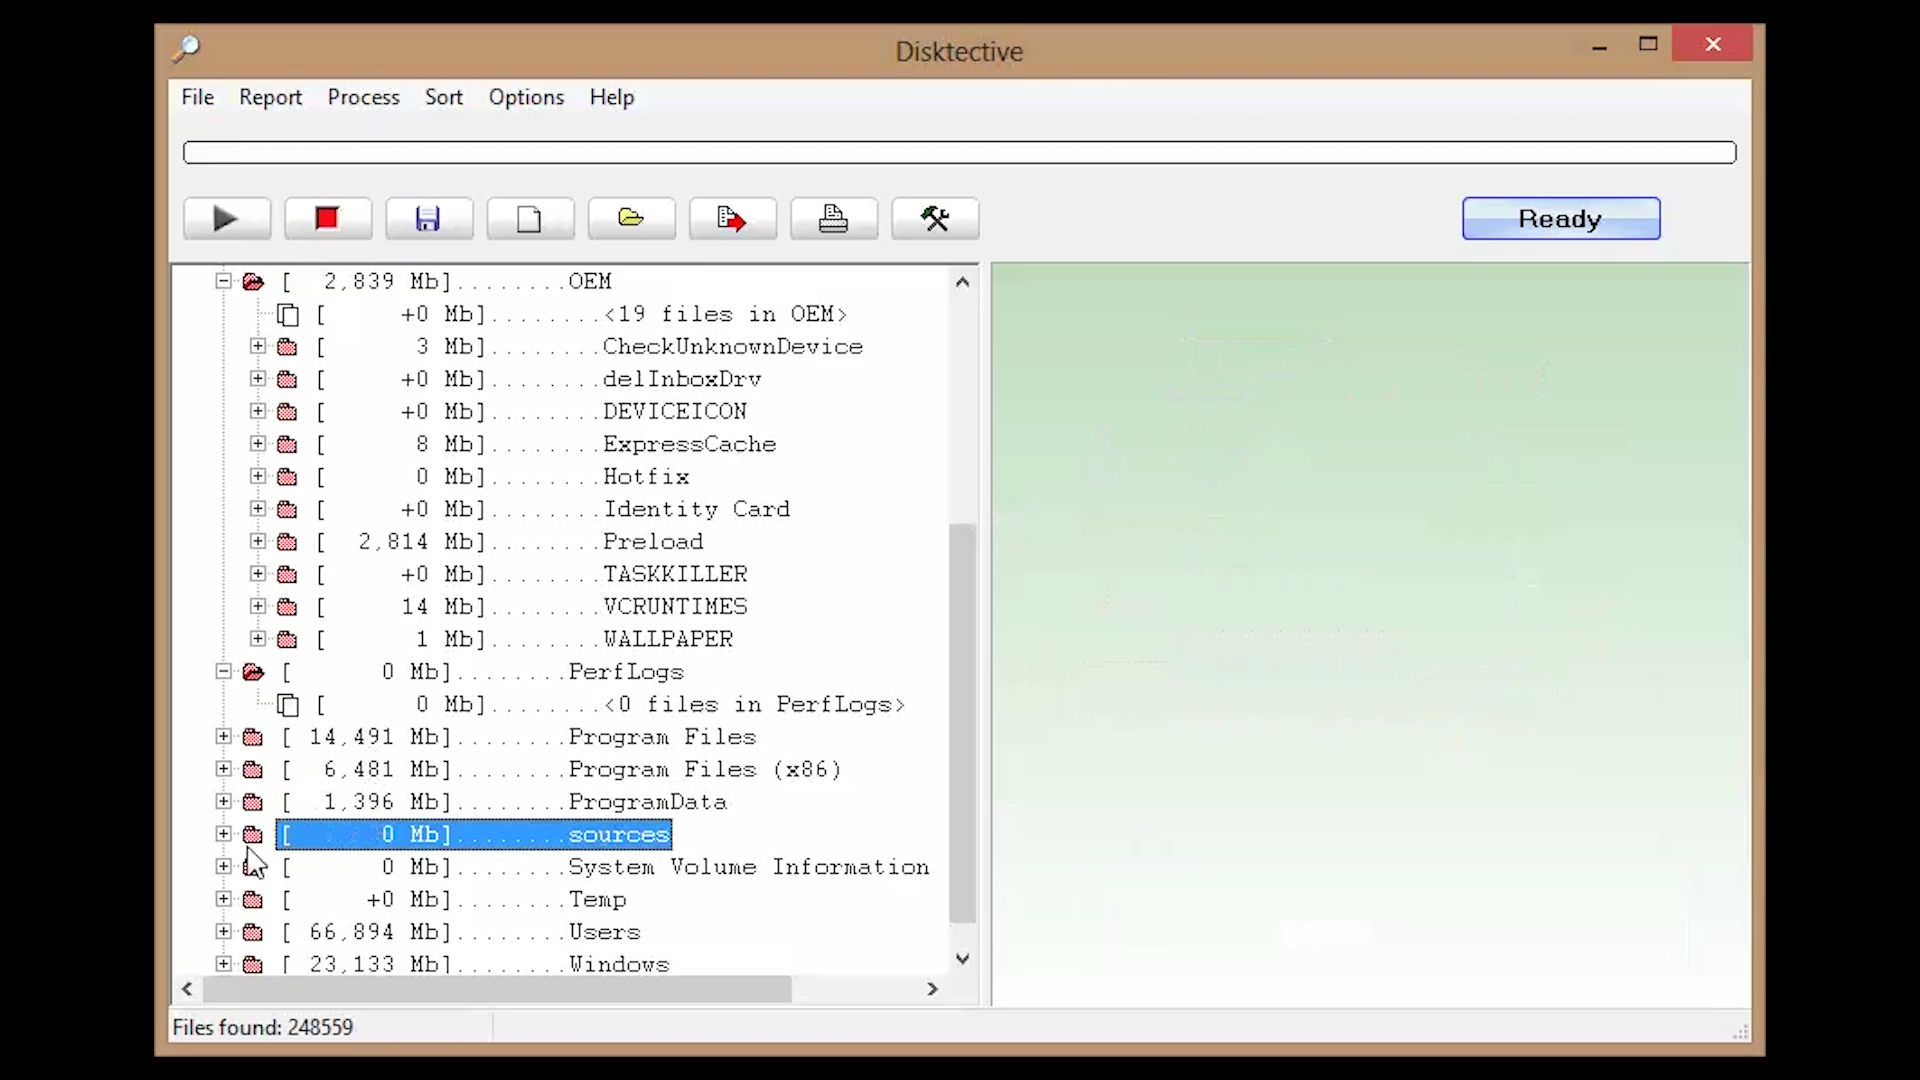 Disktective
File Report Process Sort Options Help
Ready
[ 2,839 Mb]........OEM
[ +0 Mb]........<19 files in OEM>
[ 3 Mb]........CheckUnknownDevice
[ +0 Mb]........delInboxDrv
[ +0 Mb]........DEVICEICON
[ 8 Mb]........ExpressCache
[ 0 Mb]........Hotfix
[ +0 Mb]........Identity Card
[ 2,814 Mb]........Preload
[ +0 Mb]........TASKKILLER
[ 14 Mb]........VCRUNTIMES
[ 1 Mb]........WALLPAPER
[ 0 Mb]........PerfLogs
[ 0 Mb]........<0 files in PerfLogs>
[ 14,491 Mb]........Program Files
[ 6,481 Mb]........Program Files (x86)
[ 1,396 Mb]........ProgramData
[ 0 Mb]........sources
[ 0 Mb]........System Volume Information
[ +0 Mb]........Temp
[ 66,894 Mb]........Users
[ 23,133 Mb]........Windows
Files found: 248559